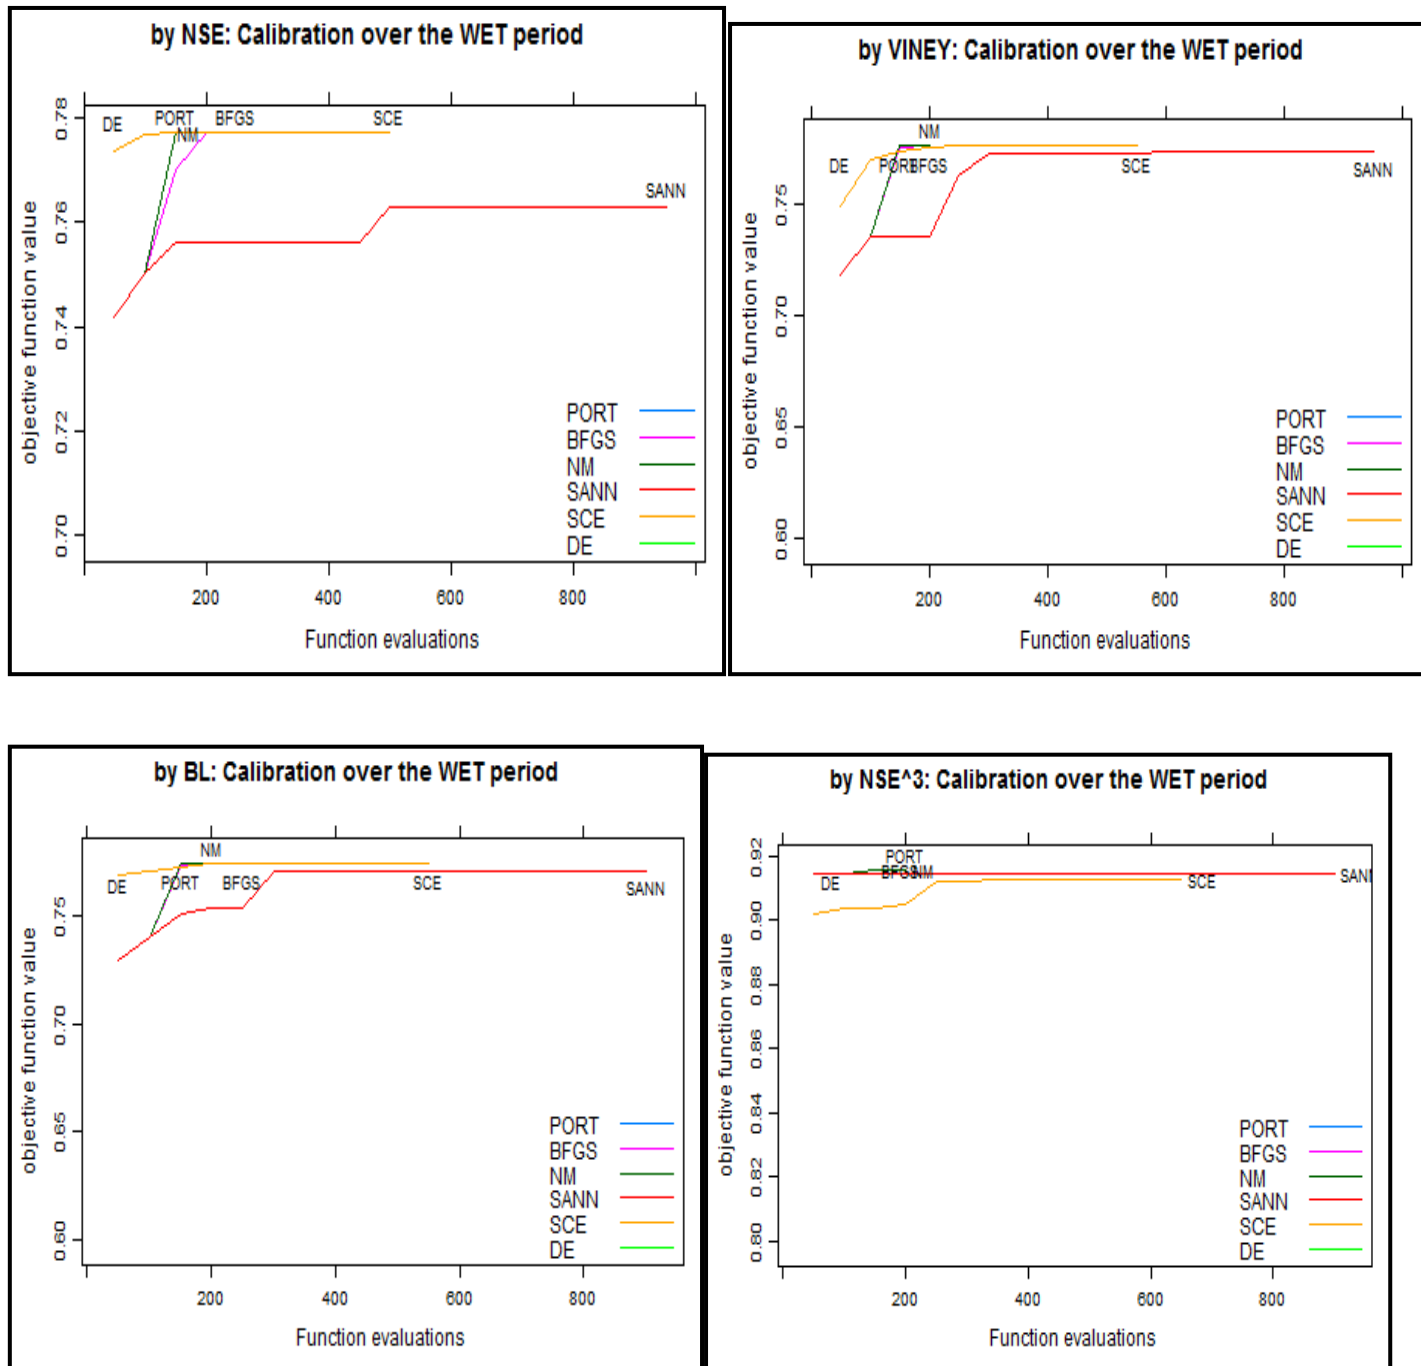 by NSE: Calibration over the WET period
DE
PORT
BFGS
SCE
NM
SANN
objective function value
0.78
0.76
0.74
0.72
0.70
PORT
BFGS
NM
SANN
SCE
DE
200 400 600 800
Function evaluations
by VINEY: Calibration over the WET period
NM
DE
PORT
BFGS
SCE
SANN
objective function value
0.75
0.70
0.65
0.60
PORT
BFGS
NM
SANN
SCE
DE
200 400 600 800
Function evaluations
by BL: Calibration over the WET period
NM
DE
PORT
BFGS
SCE
SANN
objective function value
0.75
0.70
0.65
0.60
PORT
BFGS
NM
SANN
SCE
DE
200 400 600 800
Function evaluations
by NSE^3: Calibration over the WET period
PORT
BFGS
NM
DE
SCE
SANN
objective function value
0.92
0.90
0.88
0.86
0.84
0.82
0.80
PORT
BFGS
NM
SANN
SCE
DE
200 400 600 800
Function evaluations